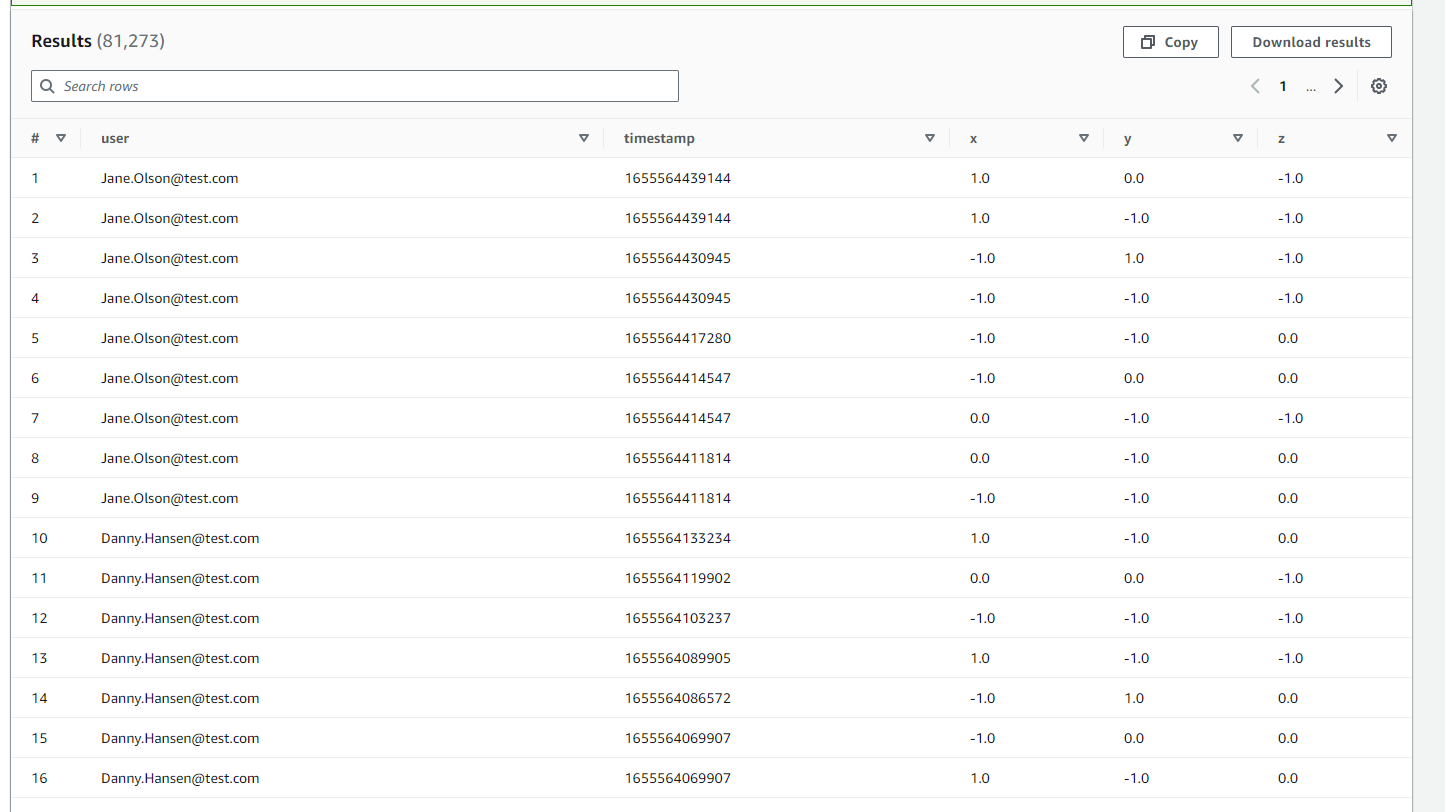 Results (81,273) Copy Download results
Search rows 1 ...
# user timestamp x y z
1 Jane.Olson@test.com 1655564439144 1.0 0.0 -1.0
2 Jane.Olson@test.com 1655564439144 1.0 -1.0 -1.0
3 Jane.Olson@test.com 1655564430945 -1.0 1.0 -1.0
4 Jane.Olson@test.com 1655564430945 -1.0 -1.0 -1.0
5 Jane.Olson@test.com 1655564417280 -1.0 -1.0 0.0
6 Jane.Olson@test.com 1655564414547 -1.0 0.0 0.0
7 Jane.Olson@test.com 1655564414547 0.0 -1.0 -1.0
8 Jane.Olson@test.com 1655564411814 0.0 -1.0 0.0
9 Jane.Olson@test.com 1655564411814 -1.0 -1.0 0.0
10 Danny.Hansen@test.com 1655564133234 1.0 -1.0 0.0
11 Danny.Hansen@test.com 1655564119902 0.0 0.0 -1.0
12 Danny.Hansen@test.com 1655564103237 -1.0 -1.0 -1.0
13 Danny.Hansen@test.com 1655564089905 1.0 -1.0 -1.0
14 Danny.Hansen@test.com 1655564086572 -1.0 1.0 0.0
15 Danny.Hansen@test.com 1655564069907 -1.0 0.0 0.0
16 Danny.Hansen@test.com 1655564069907 1.0 -1.0 0.0